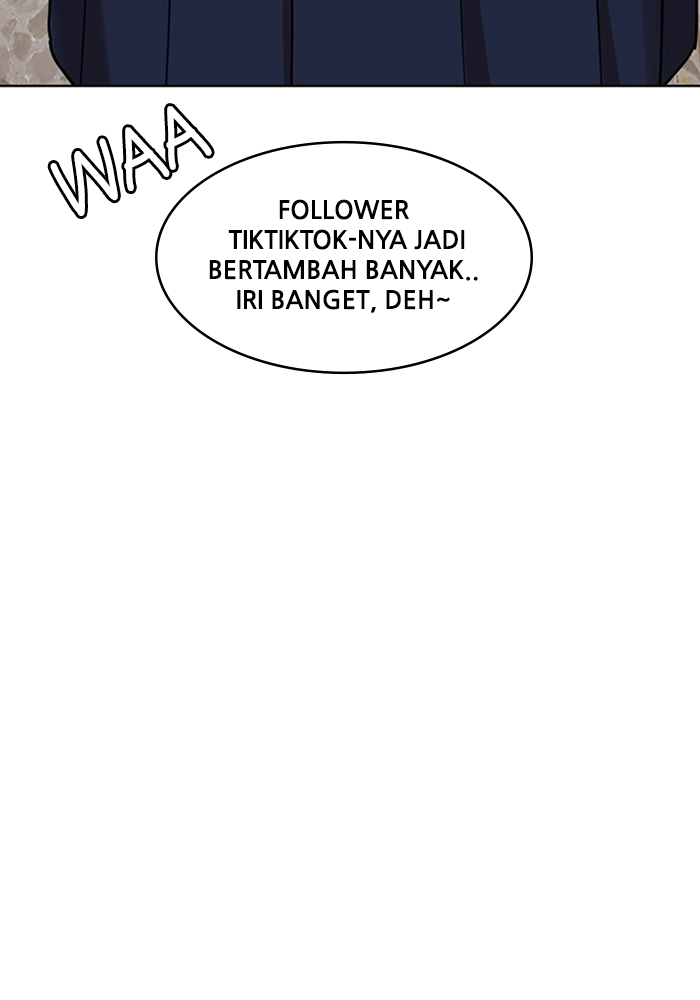 WAA
FOLLOWER
TIKTIKTOK-NYA JADI
BERTAMBAH BANYAK..
IRI BANGET, DEH~